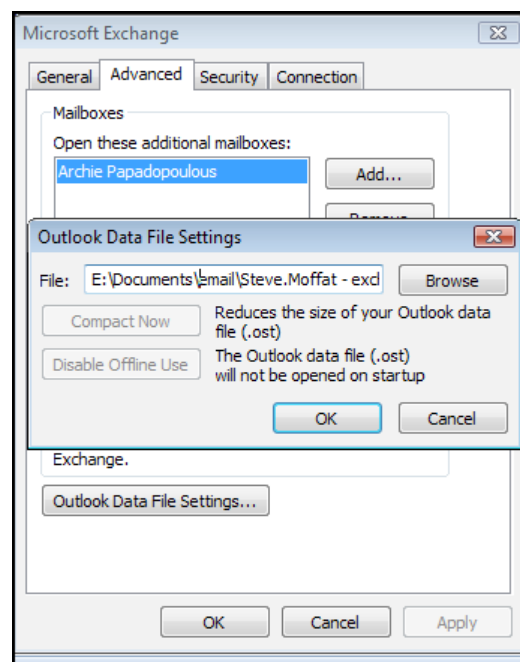 Microsoft Exchange
General Advanced Security Connection
Mailboxes
Open these additional mailboxes:
Archie Papadopoulous
Add...
Remove
Outlook Data File Settings
File: E:\Documents\email\Steve.Moffat - excl Browse
Compact Now
Reduces the size of your Outlook data
file (.ost)
Disable Offline Use
The Outlook data file (.ost)
will not be opened on startup
OK Cancel
Exchange.
Outlook Data File Settings...
OK Cancel Apply